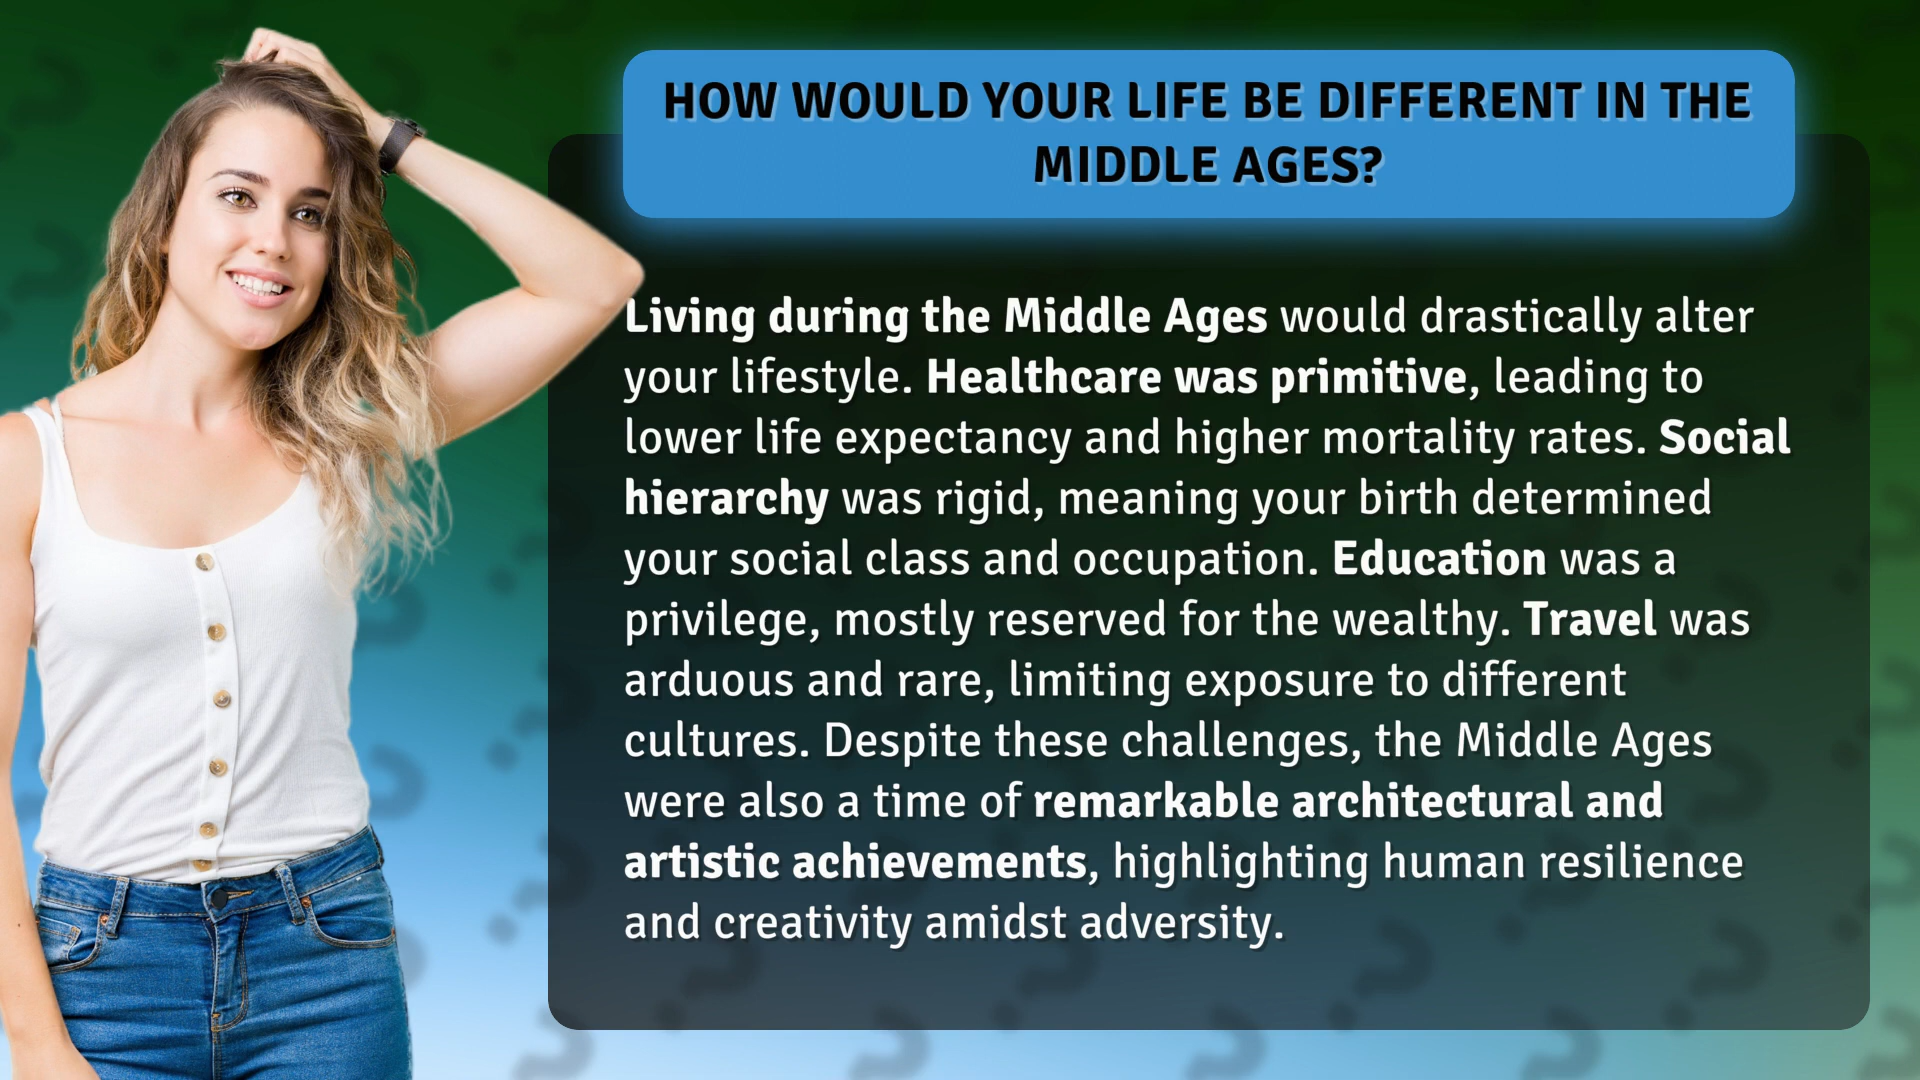 HOW WOULD YOUR LIFE BE DIFFERENT IN THE
MIDDLE AGES?
Living during the Middle Ages would drastically alter
your lifestyle. Healthcare was primitive, leading to
lower life expectancy and higher mortality rates. Social
hierarchy was rigid, meaning your birth determined
your social class and occupation. Education was a
privilege, mostly reserved for the wealthy. Travel was
arduous and rare, limiting exposure to different
cultures. Despite these challenges, the Middle Ages
were also a time of remarkable architectural and
artistic achievements, highlighting human resilience
and creativity amidst adversity.